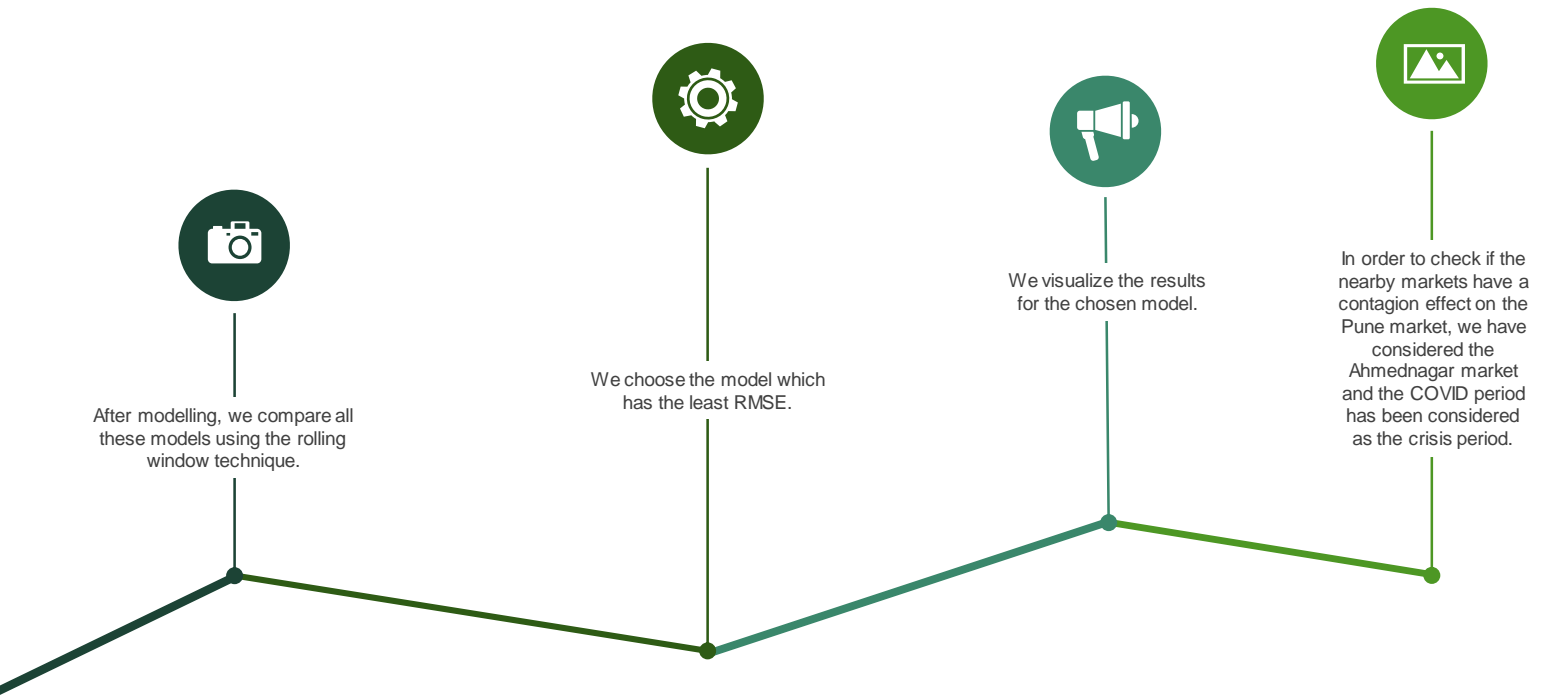 After modelling, we compare all
these models using the rolling
window technique.
We choose the model which
has the least RMSE.
We visualize the results
for the chosen model.
In order to check if the
nearby markets have a
contagion effect on the
Pune market, we have
considered the
Ahmednagar market
and the COVID period
has been considered
as the crisis period.